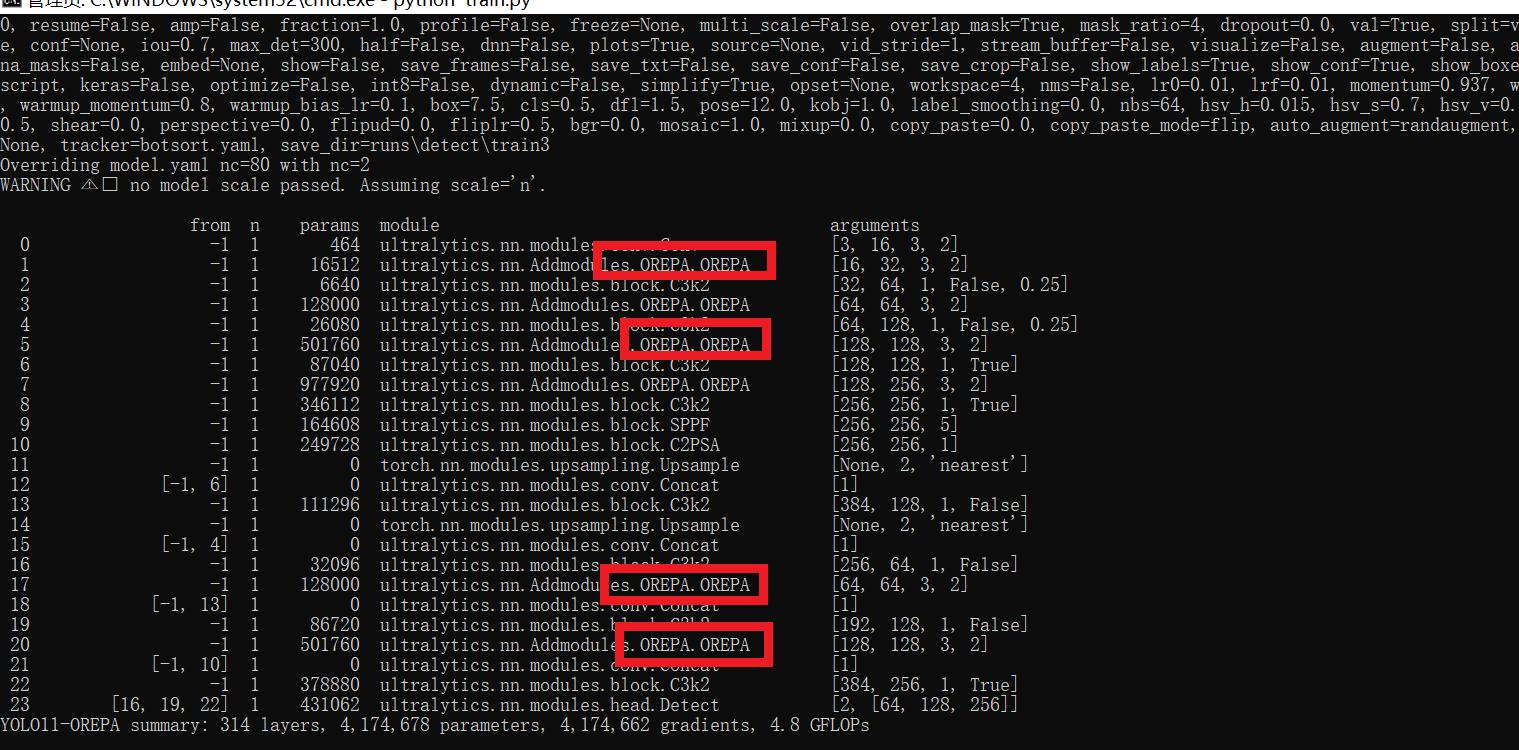 管理员: C:\WINDOWS\system32\cmd.exe - python train.py
0, resume=False, amp=False, fraction=1.0, profile=False, freeze=None, multi_scale=False, overlap_mask=True, mask_ratio=4, dropout=0.0, val=True, split=v
e, conf=None, iou=0.7, max_det=300, half=False, dnn=False, plots=True, source=None, vid_stride=1, stream_buffer=False, visualize=False, augment=False, a
na_masks=False, embed=None, show=False, save_frames=False, save_txt=False, save_conf=False, save_crop=False, show_labels=True, show_conf=True, show_boxe
script, keras=False, optimize=False, int8=False, dynamic=False, simplify=True, opset=None, workspace=4, nms=False, lr0=0.01, lrf=0.01, momentum=0.937, w
, warmup_momentum=0.8, warmup_bias_lr=0.1, box=7.5, cls=0.5, dfl=1.5, pose=12.0, kobj=1.0, label_smoothing=0.0, nbs=64, hsv_h=0.015, hsv_s=0.7, hsv_v=0.
0.5, shear=0.0, perspective=0.0, flipud=0.0, fliplr=0.5, bgr=0.0, mosaic=1.0, mixup=0.0, copy_paste=0.0, copy_paste_mode=flip, auto_augment=randaugment,
None, tracker=botsort.yaml, save_dir=runs\detect\train3
Overriding model.yaml nc=80 with nc=2
WARNING ⚠□ no model scale passed. Assuming scale='n'.
from n params module arguments
0 -1 1 464 ultralytics.nn.modules.conv.Conv [3, 16, 3, 2]
1 -1 1 16512 ultralytics.nn.Addmodules.OREPA.OREPA [16, 32, 3, 2]
2 -1 1 6640 ultralytics.nn.modules.block.C3k2 [32, 64, 1, False, 0.25]
3 -1 1 128000 ultralytics.nn.Addmodules.OREPA.OREPA [64, 64, 3, 2]
4 -1 1 26080 ultralytics.nn.modules.block.C3k2 [64, 128, 1, False, 0.25]
5 -1 1 501760 ultralytics.nn.Addmodules.OREPA.OREPA [128, 128, 3, 2]
6 -1 1 87040 ultralytics.nn.modules.block.C3k2 [128, 128, 1, True]
7 -1 1 977920 ultralytics.nn.Addmodules.OREPA.OREPA [128, 256, 3, 2]
8 -1 1 346112 ultralytics.nn.modules.block.C3k2 [256, 256, 1, True]
9 -1 1 164608 ultralytics.nn.modules.block.SPPF [256, 256, 5]
10 -1 1 249728 ultralytics.nn.modules.block.C2PSA [256, 256, 1]
11 -1 1 0 torch.nn.modules.upsampling.Upsample [None, 2, 'nearest']
12 [-1, 6] 1 0 ultralytics.nn.modules.conv.Concat [1]
13 -1 1 111296 ultralytics.nn.modules.block.C3k2 [384, 128, 1, False]
14 -1 1 0 torch.nn.modules.upsampling.Upsample [None, 2, 'nearest']
15 [-1, 4] 1 0 ultralytics.nn.modules.conv.Concat [1]
16 -1 1 32096 ultralytics.nn.modules.block.C3k2 [256, 64, 1, False]
17 -1 1 128000 ultralytics.nn.Addmodules.OREPA.OREPA [64, 64, 3, 2]
18 [-1, 13] 1 0 ultralytics.nn.modules.conv.Concat [1]
19 -1 1 86720 ultralytics.nn.modules.block.C3k2 [192, 128, 1, False]
20 -1 1 501760 ultralytics.nn.Addmodules.OREPA.OREPA [128, 128, 3, 2]
21 [-1, 10] 1 0 ultralytics.nn.modules.conv.Concat [1]
22 -1 1 378880 ultralytics.nn.modules.block.C3k2 [384, 256, 1, True]
23 [16, 19, 22] 1 431062 ultralytics.nn.modules.head.Detect [2, [64, 128, 256]]
YOLO11-OREPA summary: 314 layers, 4,174,678 parameters, 4,174,662 gradients, 4.8 GFLOPs